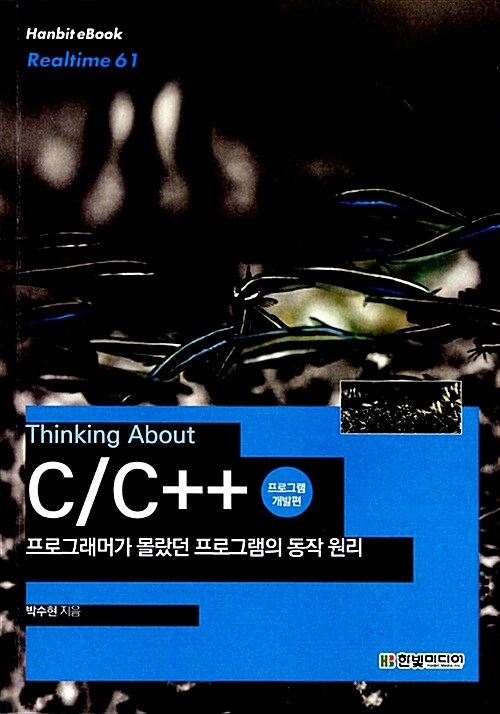 Hanbit eBook
Realtime 61
Thinking About
C/C++
프로그램
개발편
프로그래머가 몰랐던 프로그램의 동작 원리
박수현 지음
HB 한빛미디어